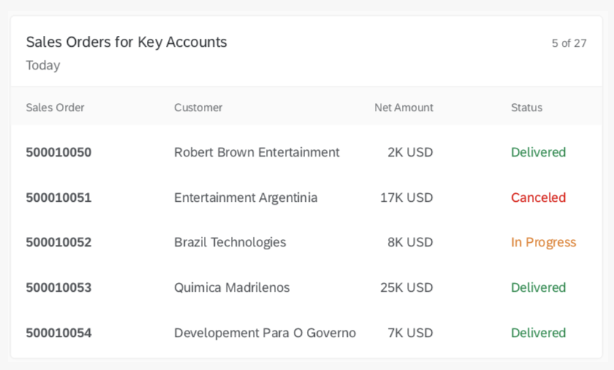 Sales Orders for Key Accounts 5 of 27
Today
Sales Order Customer Net Amount Status
500010050 Robert Brown Entertainment 2K USD Delivered
500010051 Entertainment Argentinia 17K USD Canceled
500010052 Brazil Technologies 8K USD In Progress
500010053 Quimica Madrilenos 25K USD Delivered
500010054 Developement Para O Governo 7K USD Delivered